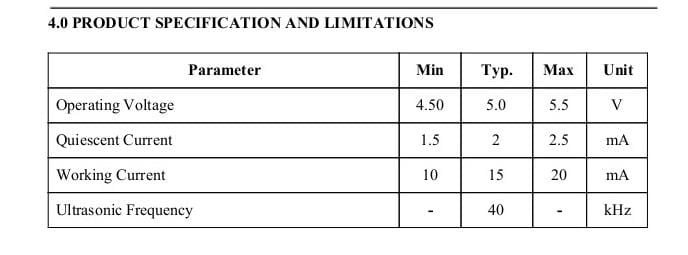 4.0 PRODUCT SPECIFICATION AND LIMITATIONS
Parameter Min Typ. Max Unit
Operating Voltage 4.50 5.0 5.5 V
Quiescent Current 1.5 2 2.5 mA
Working Current 10 15 20 mA
Ultrasonic Frequency - 40 - kHz